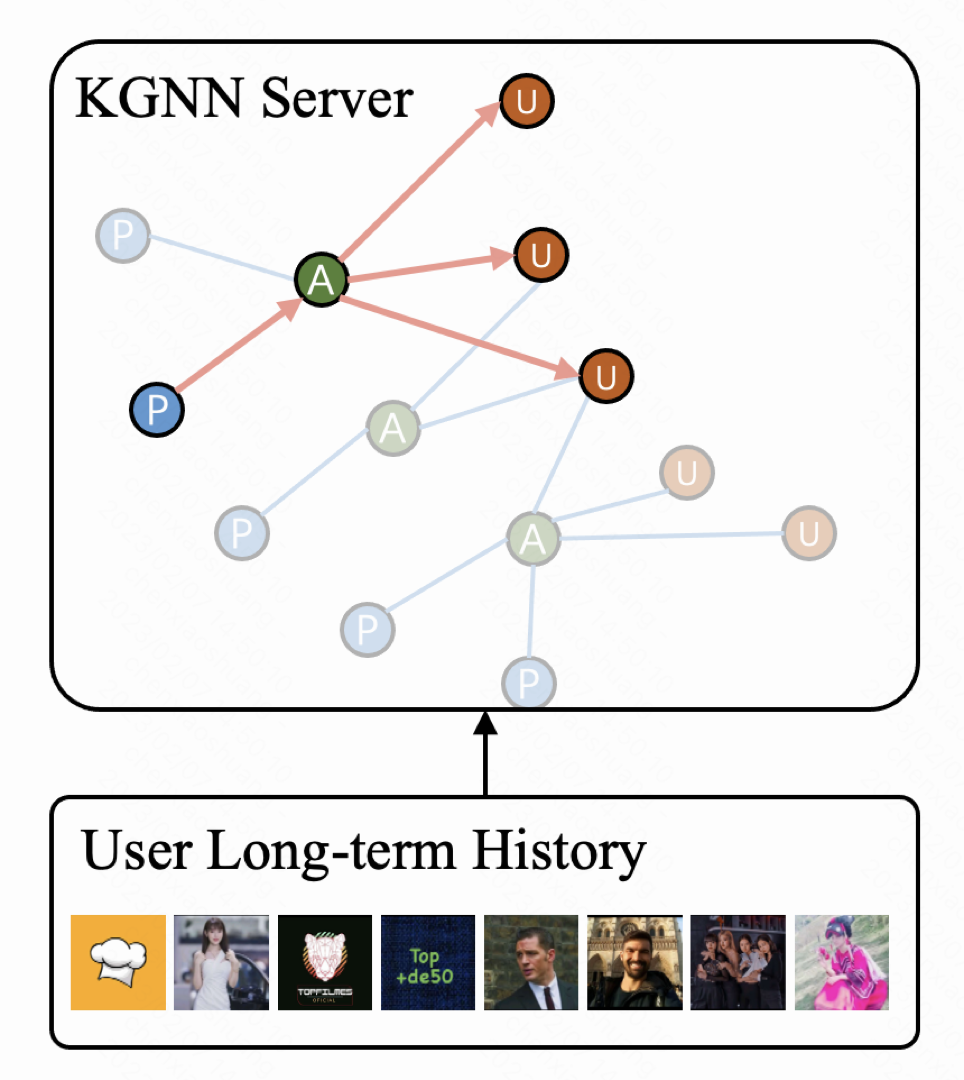 KGNN Server
U
P
U
A
U
P
A
U
P
U
A
P
P
User Long-term History
TOPFILMES
OFICIAL
Top
+de50